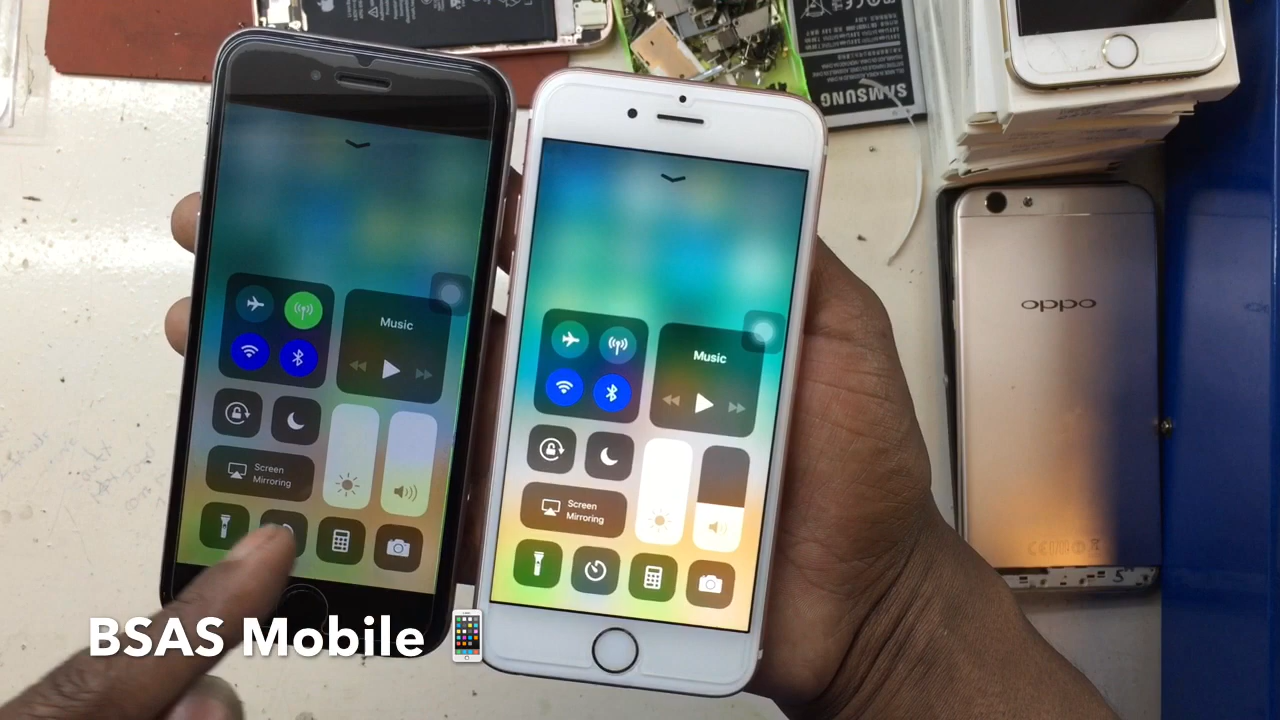 SAMSUNG
oppo
Music
Music
Screen
Mirroring
Screen
Mirroring
BSAS Mobile